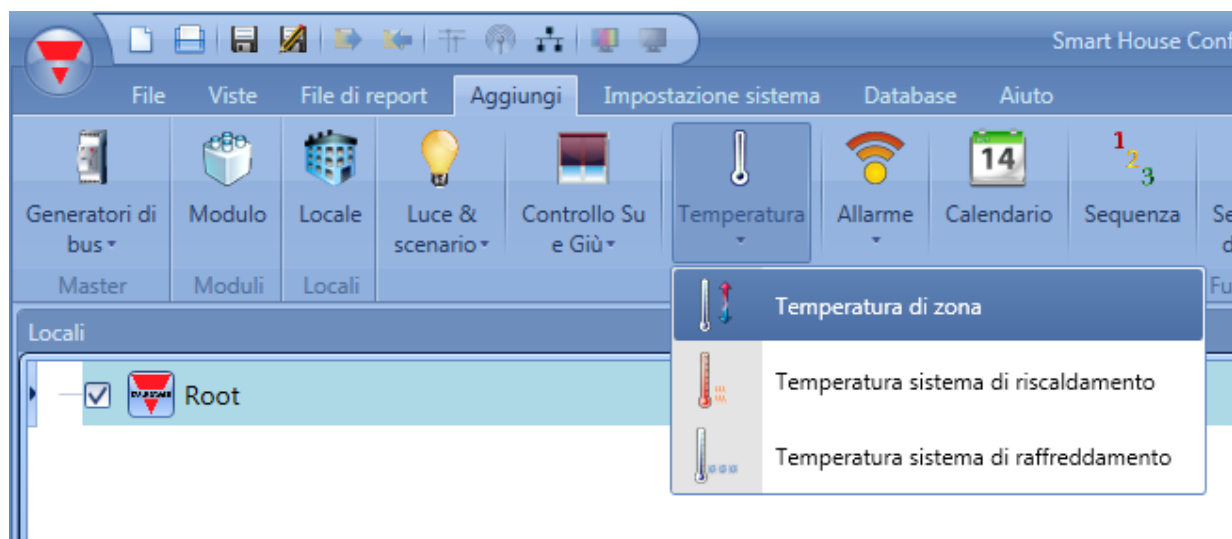 Smart House Conf
File Viste File di report Aggiungi Impostazione sistema Database Aiuto
Generatori di bus
Modulo
Locale
Luce & scenario
Controllo Su e Giù
Temperatura
Allarme
14
Calendario
1 2 3
Sequenza
Se
d
Master Moduli Locali Fu
Temperatura di zona
Temperatura sistema di riscaldamento
Temperatura sistema di raffreddamento
Locali
Root